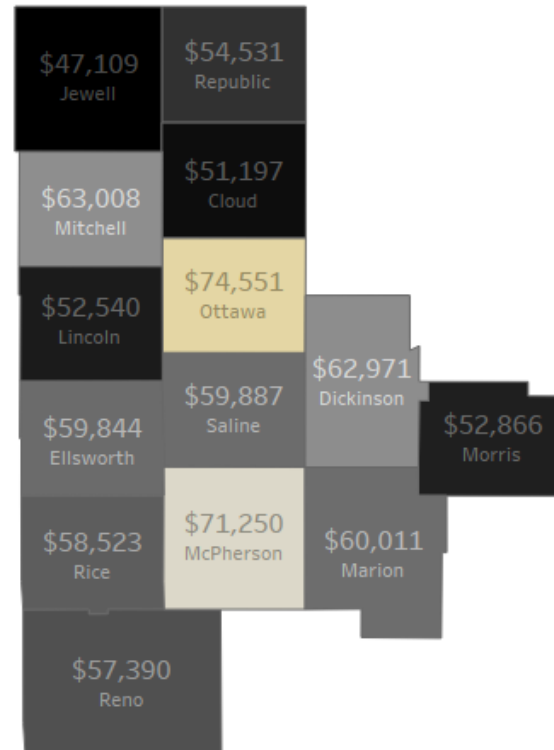 $47,109
Jewell
$54,531
Republic
$63,008
Mitchell
$51,197
Cloud
$52,540
Lincoln
$74,551
Ottawa
$59,844
Ellsworth
$59,887
Saline
$62,971
Dickinson
$52,866
Morris
$58,523
Rice
$71,250
McPherson
$60,011
Marion
$57,390
Reno